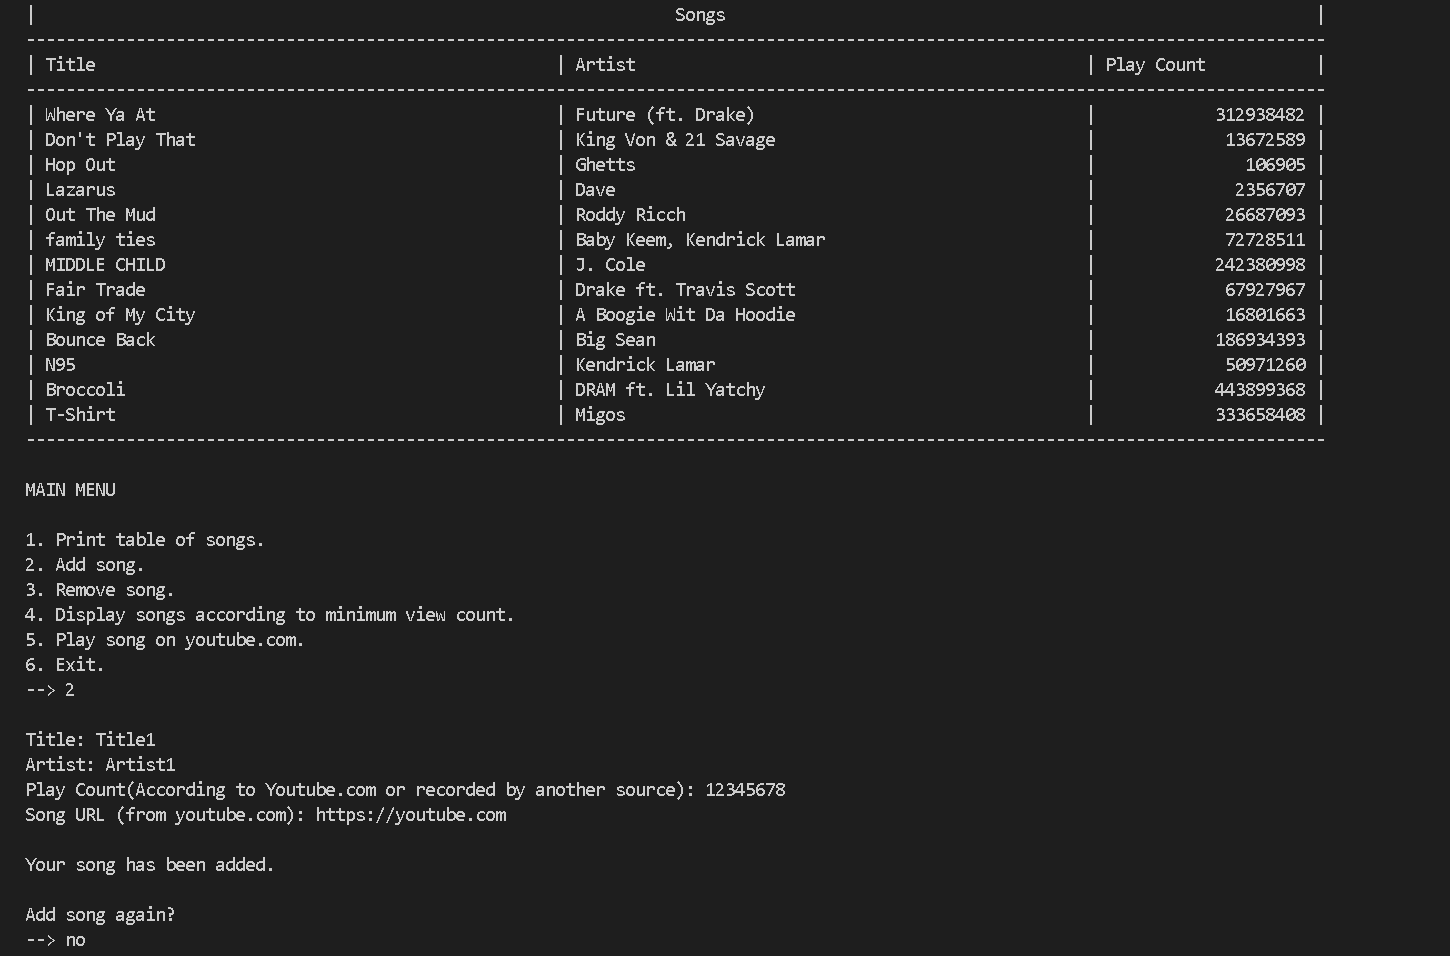 | Songs |
---------------------------------------------------------------------------------------------------------------------------------
| Title | Artist | Play Count |
---------------------------------------------------------------------------------------------------------------------------------
| Where Ya At | Future (ft. Drake) | 312938482 |
| Don't Play That | King Von & 21 Savage | 13672589 |
| Hop Out | Ghetts | 106905 |
| Lazarus | Dave | 2356707 |
| Out The Mud | Roddy Ricch | 26687093 |
| family ties | Baby Keem, Kendrick Lamar | 72728511 |
| MIDDLE CHILD | J. Cole | 242380998 |
| Fair Trade | Drake ft. Travis Scott | 67927967 |
| King of My City | A Boogie Wit Da Hoodie | 16801663 |
| Bounce Back | Big Sean | 186934393 |
| N95 | Kendrick Lamar | 50971260 |
| Broccoli | DRAM ft. Lil Yatchy | 443899368 |
| T-Shirt | Migos | 333658408 |
---------------------------------------------------------------------------------------------------------------------------------
MAIN MENU
1. Print table of songs.
2. Add song.
3. Remove song.
4. Display songs according to minimum view count.
5. Play song on youtube.com.
6. Exit.
--> 2
Title: Title1
Artist: Artist1
Play Count(According to Youtube.com or recorded by another source): 12345678
Song URL (from youtube.com): https://youtube.com
Your song has been added.
Add song again?
--> no